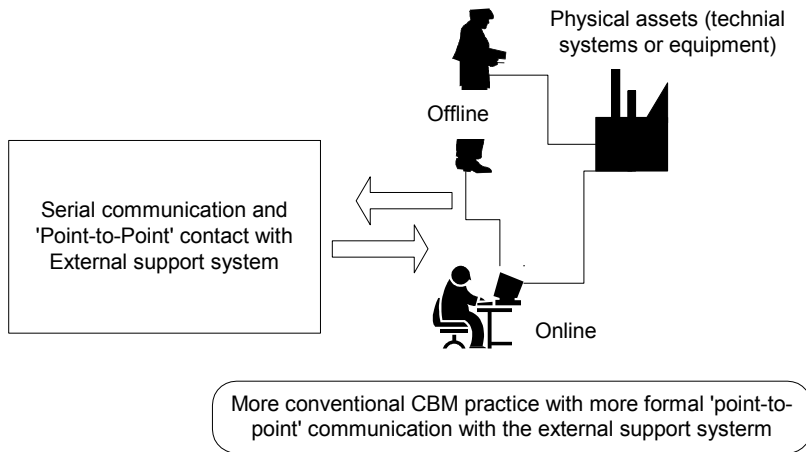 Physical assets (technial
systems or equipment)
Offline
Serial communication and
'Point-to-Point' contact with
External support system
Online
More conventional CBM practice with more formal 'point-to-
point' communication with the external support systerm